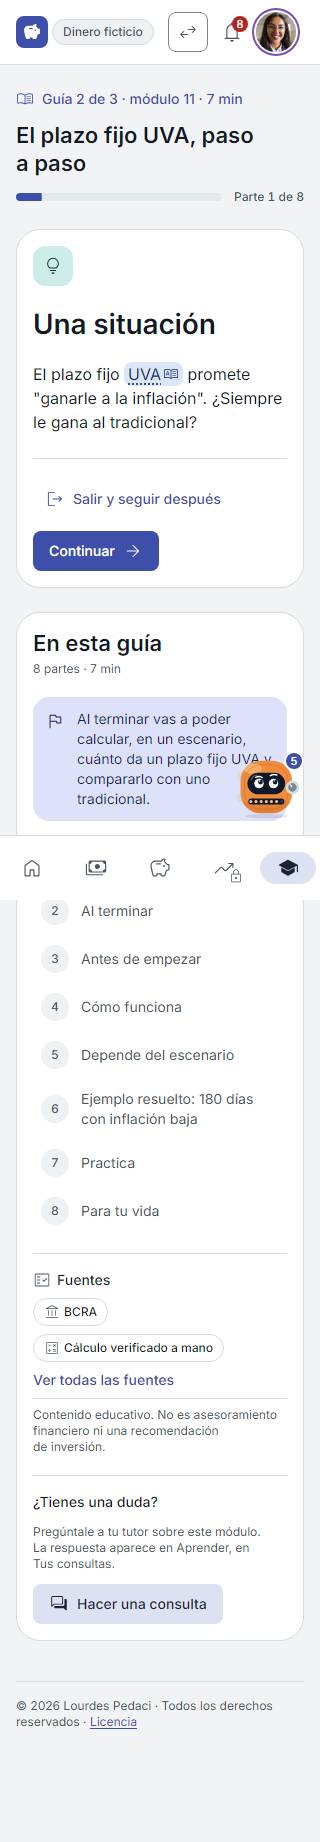 Dinero ficticio
8
Guía 2 de 3 · módulo 11 · 7 min
El plazo fijo UVA, paso
a paso
Parte 1 de 8
Una situación
El plazo fijo UVA promete
"ganarle a la inflación". ¿Siempre
le gana al tradicional?
Salir y seguir después
Continuar
En esta guía
8 partes · 7 min
Al terminar vas a poder
calcular, en un escenario,
cuánto da un plazo fijo UVA y
compararlo con uno
tradicional.
5
2 Al terminar
3 Antes de empezar
4 Cómo funciona
5 Depende del escenario
6 Ejemplo resuelto: 180 días
con inflación baja
7 Practica
8 Para tu vida
Fuentes
BCRA
Cálculo verificado a mano
Ver todas las fuentes
Contenido educativo. No es asesoramiento
financiero ni una recomendación
de inversión.
¿Tienes una duda?
Pregúntale a tu tutor sobre este módulo.
La respuesta aparece en Aprender, en
Tus consultas.
Hacer una consulta
© 2026 Lourdes Pedaci · Todos los derechos
reservados · Licencia